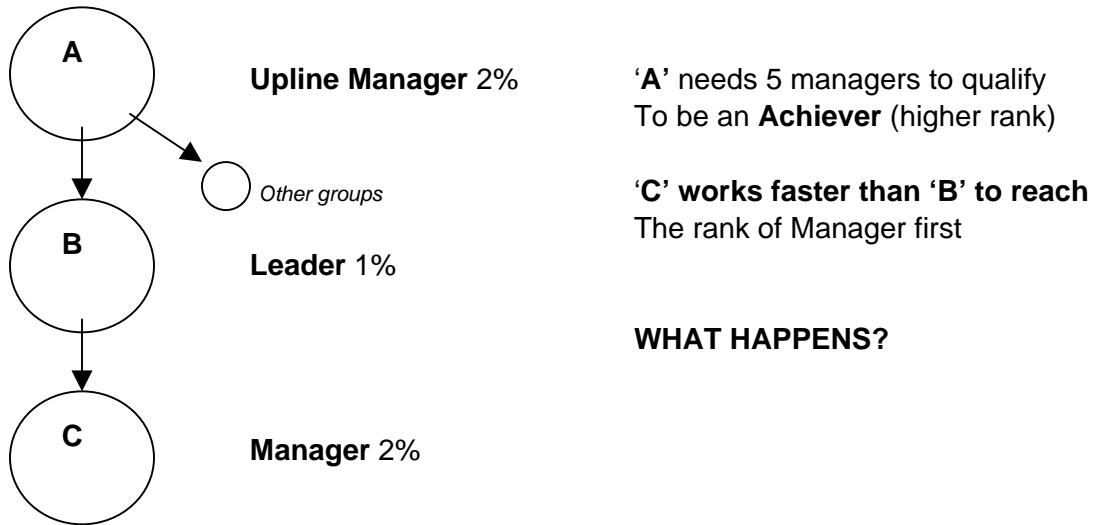 A
Upline Manager 2%
‘A’ needs 5 managers to qualify
To be an Achiever (higher rank)
Other groups
‘C’ works faster than ‘B’ to reach
The rank of Manager first
B
Leader 1%
WHAT HAPPENS?
C
Manager 2%